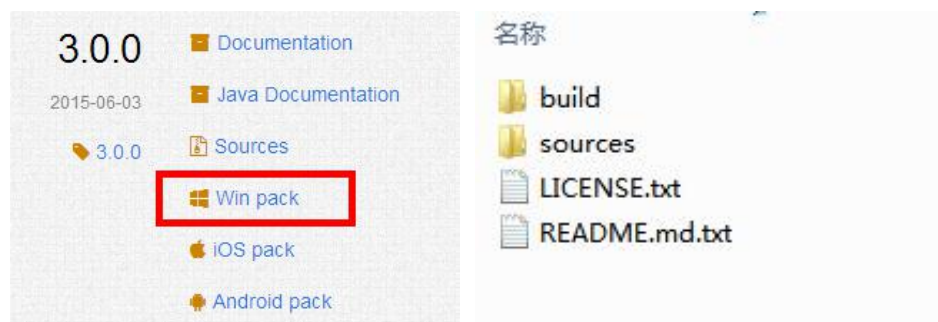 3.0.0
2015-06-03
3.0.0
Documentation
Java Documentation
Sources
Win pack
iOS pack
Android pack
名称
build
sources
LICENSE.txt
README.md.txt